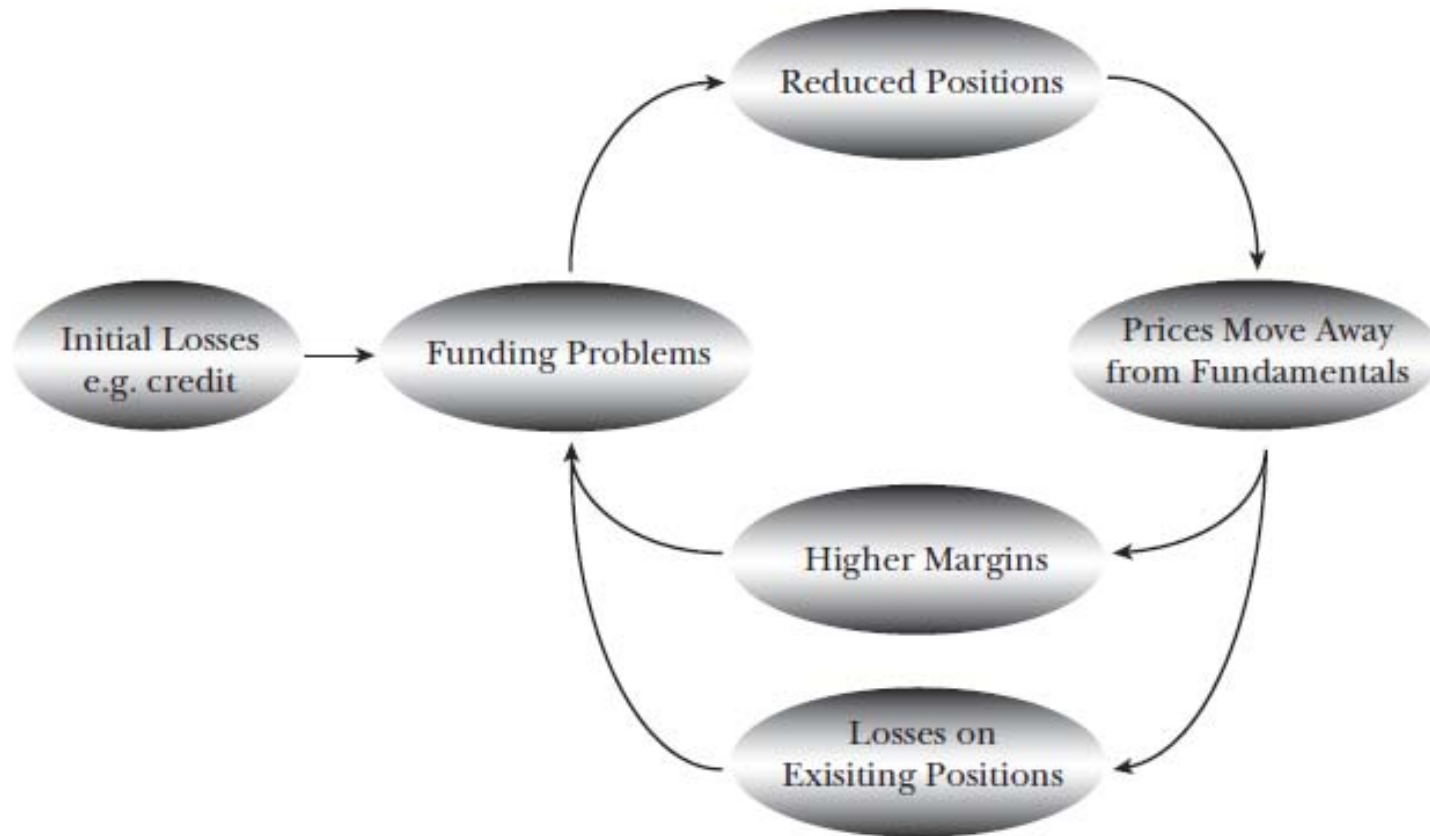 Reduced Positions
Initial Losses
e.g. credit
Funding Problems
Prices Move Away
from Fundamentals
Higher Margins
Losses on
Exisiting Positions